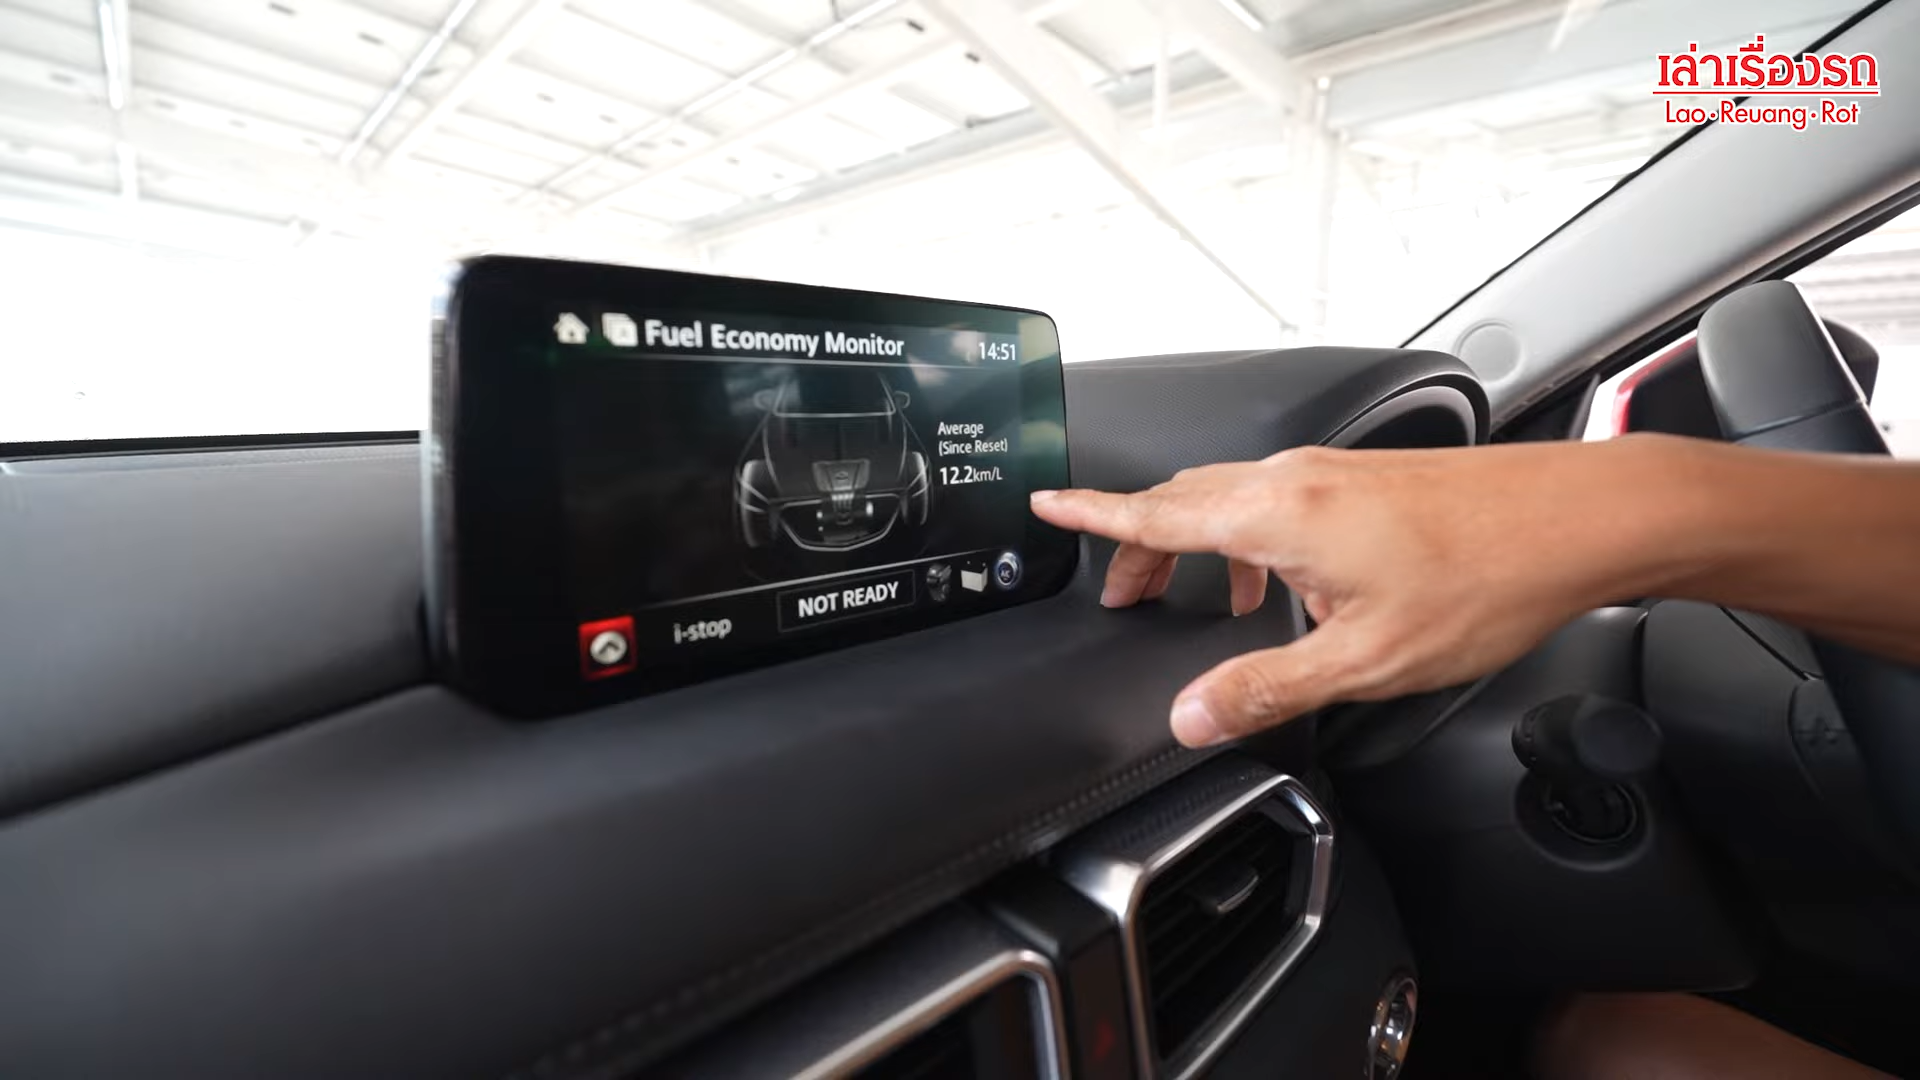 เล่าเรื่องรถ
Lao•Reuang•Rot
Fuel Economy Monitor
14:51
Average
(Since Reset)
12.2km/L
NOT READY
i-stop
A/C